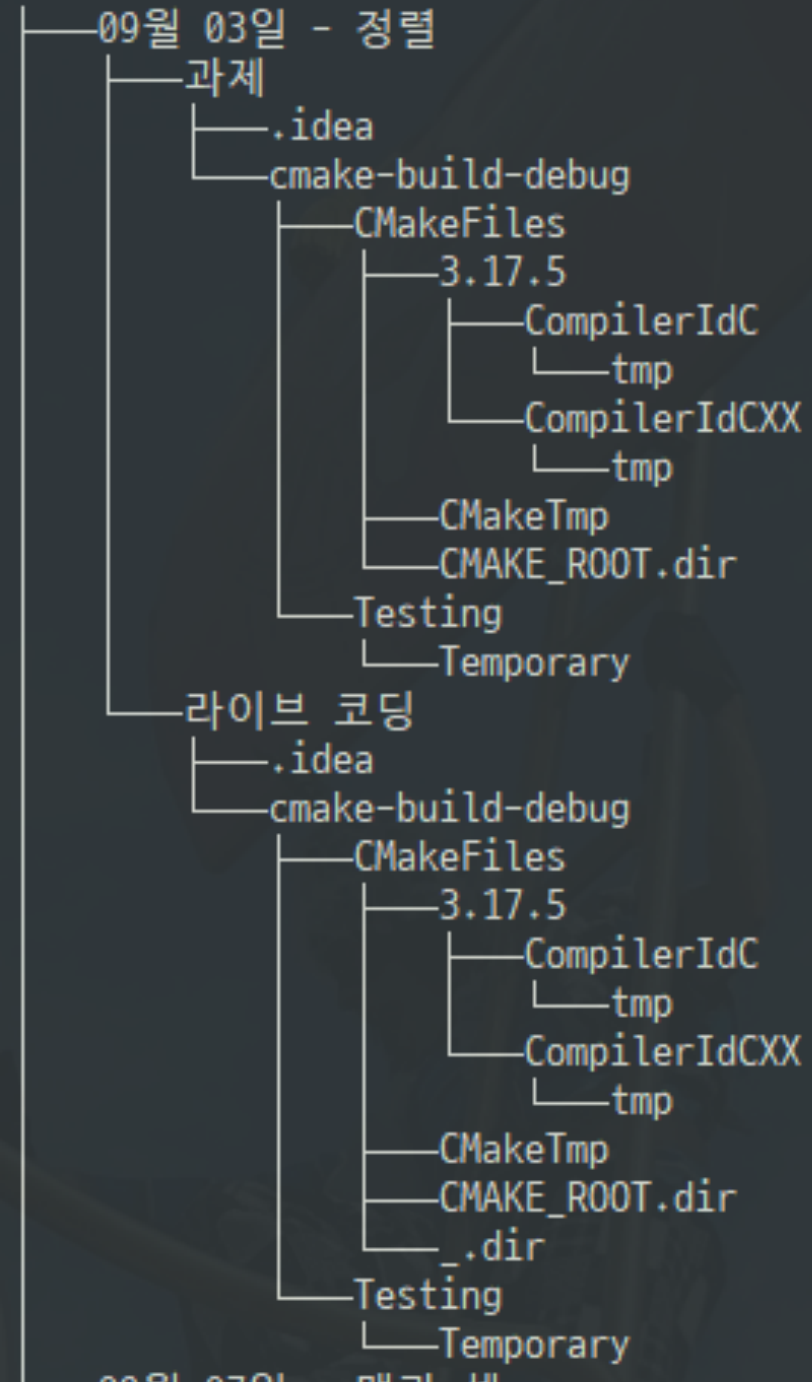 09월 03일 - 정렬
과제
.idea
cmake-build-debug
CMakeFiles
3.17.5
CompilerIdC
tmp
CompilerIdCXX
tmp
CMakeTmp
CMAKE_ROOT.dir
Testing
Temporary
라이브 코딩
.idea
cmake-build-debug
CMakeFiles
3.17.5
CompilerIdC
tmp
CompilerIdCXX
tmp
CMakeTmp
CMAKE_ROOT.dir
_.dir
Testing
Temporary